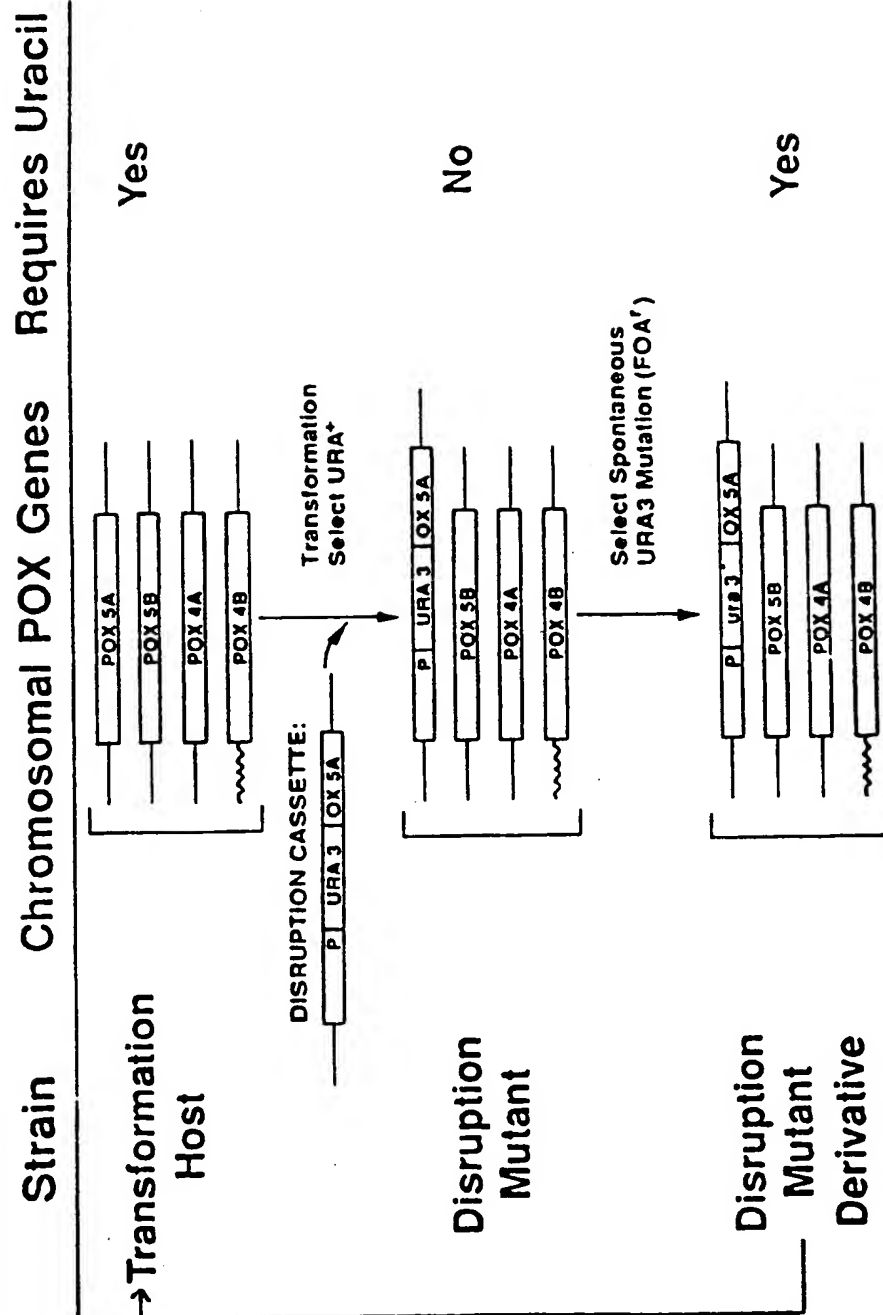 Strain Chromosomal POX Genes Requires Uracil
→Transformation
Host
POX 5A
POX 5B
POX 4A
POX 4B
Yes
DISRUPTION CASSETTE:
P URA 3 OX 5A
Transformation
Select URA⁺
Disruption
Mutant
P URA 3 OX 5A
POX 5B
POX 4A
POX 4B
No
Select Spontaneous
URA3 Mutation (FOAʳ)
Disruption
Mutant
Derivative
P ura 3⁻ OX 5A
POX 5B
POX 4A
POX 4B
Yes